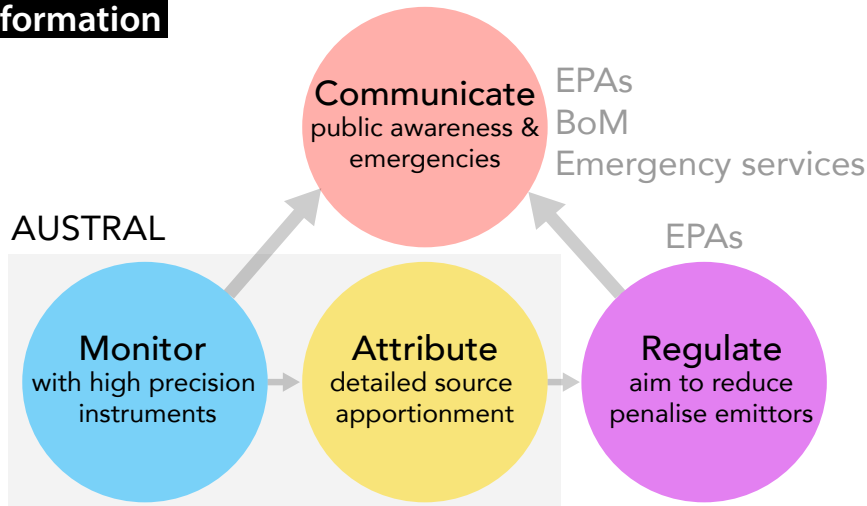 formation
Communicate
public awareness &
emergencies
EPAs
BoM
Emergency services
AUSTRAL
EPAs
Monitor
with high precision
instruments
Attribute
detailed source
apportionment
Regulate
aim to reduce
penalise emittors